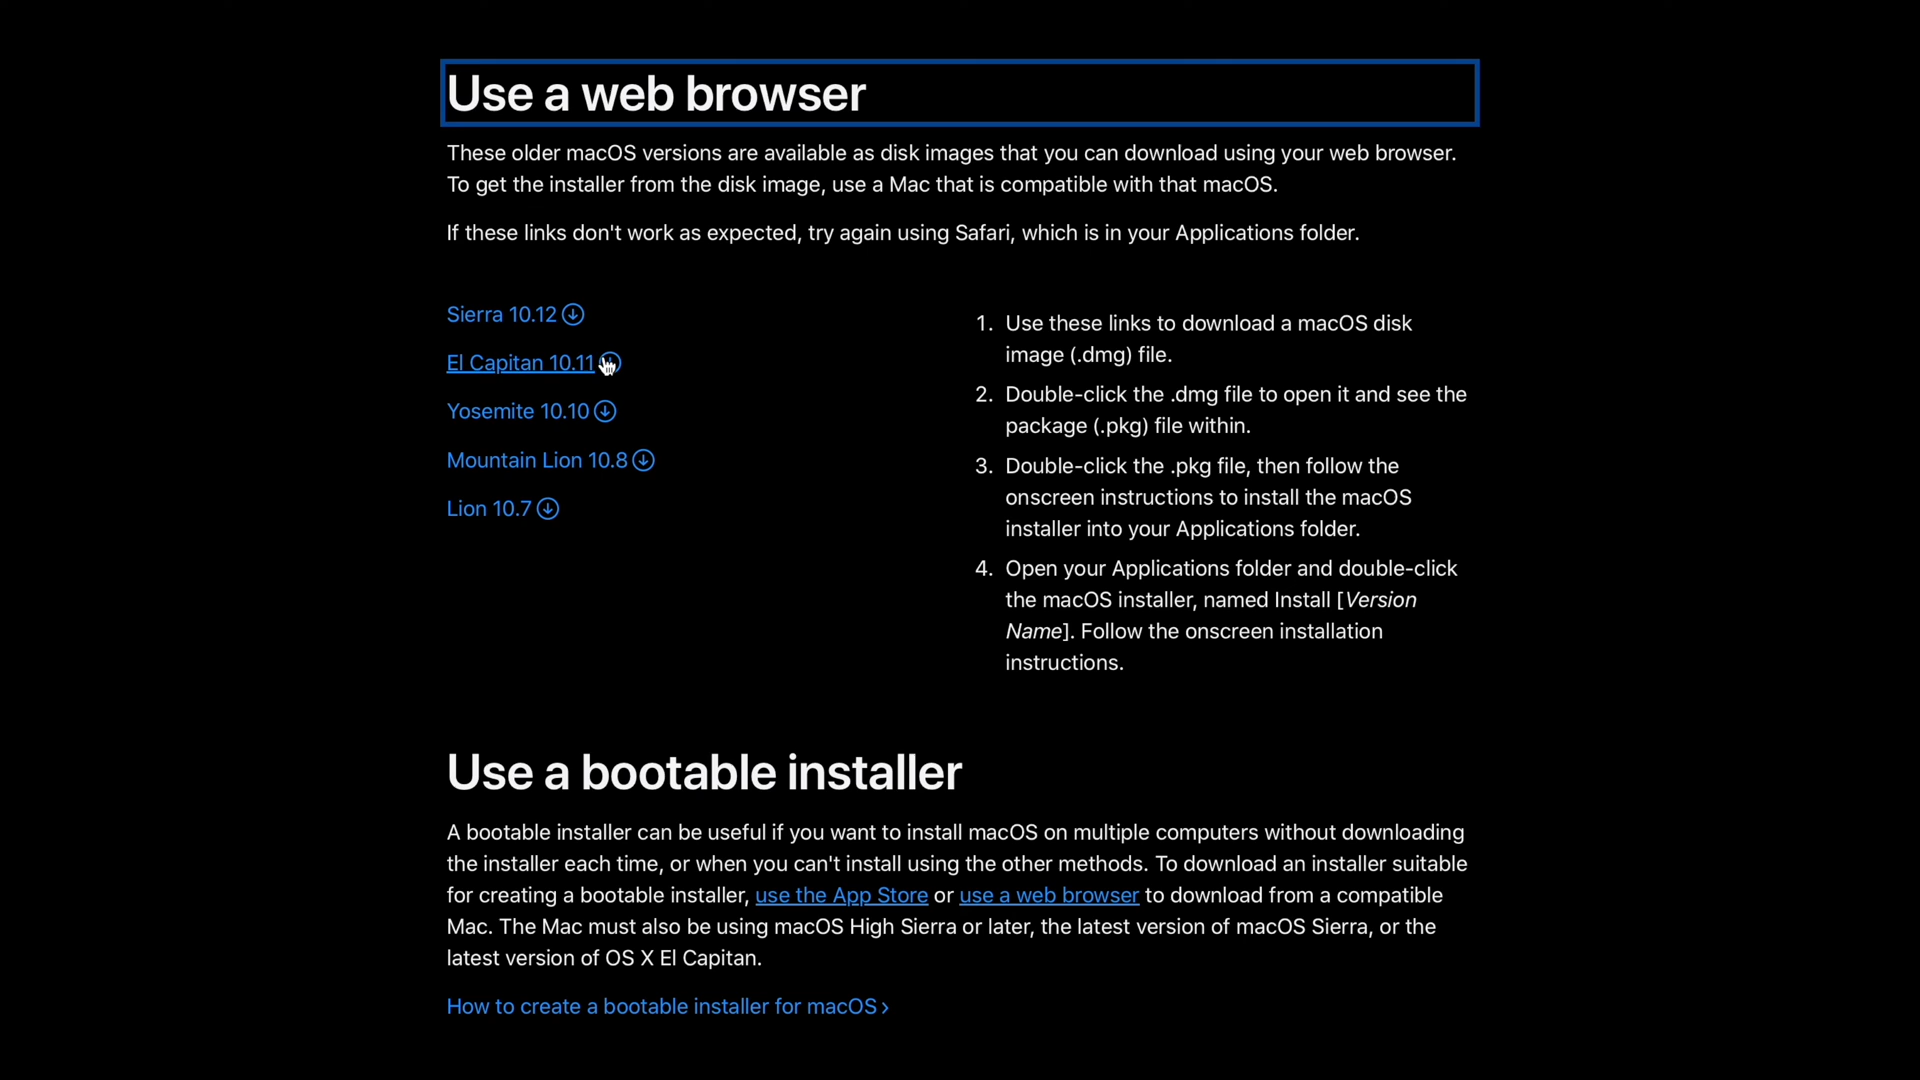 Use a web browser
These older macOS versions are available as disk images that you can download using your web browser.
To get the installer from the disk image, use a Mac that is compatible with that macOS.
If these links don't work as expected, try again using Safari, which is in your Applications folder.
Sierra 10.12
El Capitan 10.11
Yosemite 10.10
Mountain Lion 10.8
Lion 10.7
1. Use these links to download a macOS disk
image (.dmg) file.
2. Double-click the .dmg file to open it and see the
package (.pkg) file within.
3. Double-click the .pkg file, then follow the
onscreen instructions to install the macOS
installer into your Applications folder.
4. Open your Applications folder and double-click
the macOS installer, named Install [Version
Name]. Follow the onscreen installation
instructions.
Use a bootable installer
A bootable installer can be useful if you want to install macOS on multiple computers without downloading
the installer each time, or when you can't install using the other methods. To download an installer suitable
for creating a bootable installer, use the App Store or use a web browser to download from a compatible
Mac. The Mac must also be using macOS High Sierra or later, the latest version of macOS Sierra, or the
latest version of OS X El Capitan.
How to create a bootable installer for macOS >